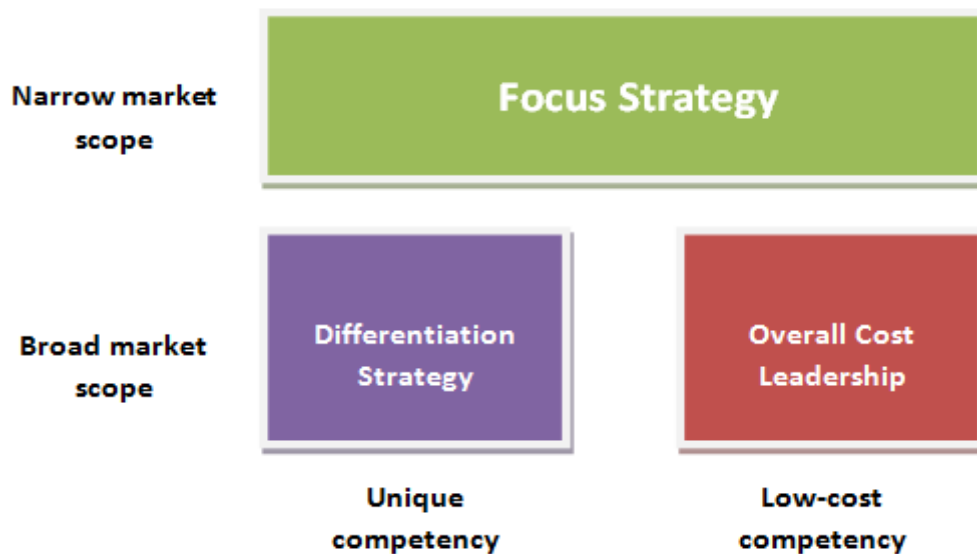 Narrow market
scope
Focus Strategy
Broad market
scope
Differentiation
Strategy
Overall Cost
Leadership
Unique
competency
Low-cost
competency